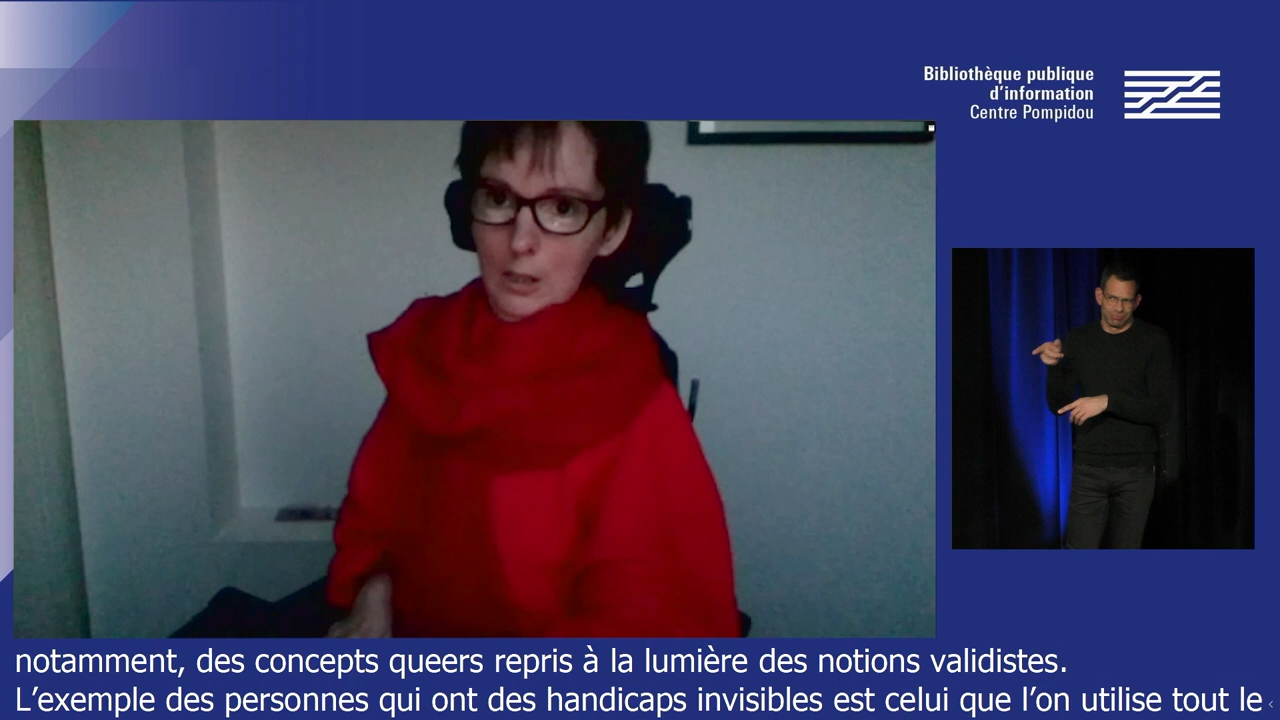 Bibliothèque publique
d’information
Centre Pompidou
notamment, des concepts queers repris à la lumière des notions validistes.
L’exemple des personnes qui ont des handicaps invisibles est celui que l’on utilise tout le